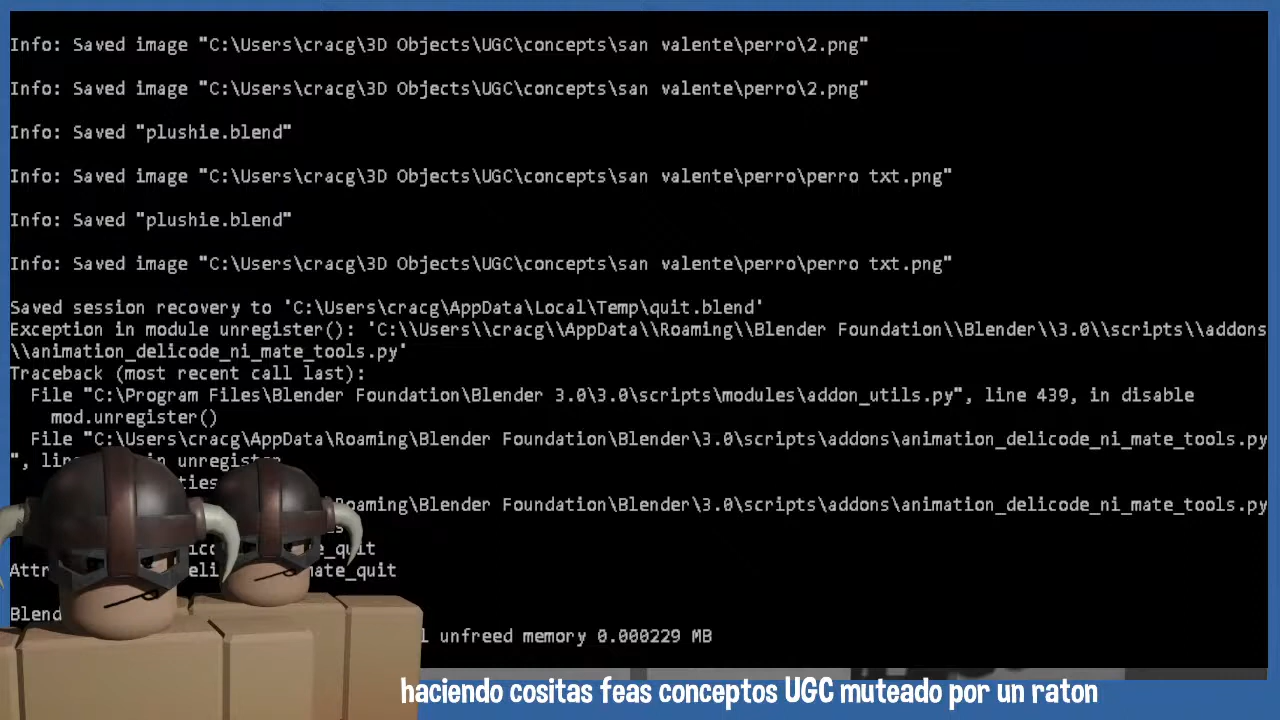 Info: Saved image "C:\Users\cracg\3D Objects\UGC\concepts\san valente\perro\2.png"
Info: Saved image "C:\Users\cracg\3D Objects\UGC\concepts\san valente\perro\2.png"
Info: Saved "plushie.blend"
Info: Saved image "C:\Users\cracg\3D Objects\UGC\concepts\san valente\perro\perro txt.png"
Info: Saved "plushie.blend"
Info: Saved image "C:\Users\cracg\3D Objects\UGC\concepts\san valente\perro\perro txt.png"
Saved session recovery to 'C:\Users\cracg\AppData\Local\Temp\quit.blend'
Exception in module unregister(): 'C:\\Users\\cracg\\AppData\\Roaming\\Blender Foundation\\Blender\\3.0\\scripts\\addons
\\animation_delicode_ni_mate_tools.py'
Traceback (most recent call last):
File "C:\Program Files\Blender Foundation\Blender 3.0\3.0\scripts\modules\addon_utils.py", line 439, in disable
mod.unregister()
File "C:\Users\cracg\AppData\Roaming\Blender Foundation\Blender\3.0\scripts\addons\animation_delicode_ni_mate_tools.py
", in unregister
ties
Roaming\Blender Foundation\Blender\3.0\scripts\addons\animation_delicode_ni_mate_tools.py
e_quit
Attr eli ate_quit
Blend
l unfreed memory 0.000229 MB
haciendo cositas feas conceptos UGC muteado por un raton